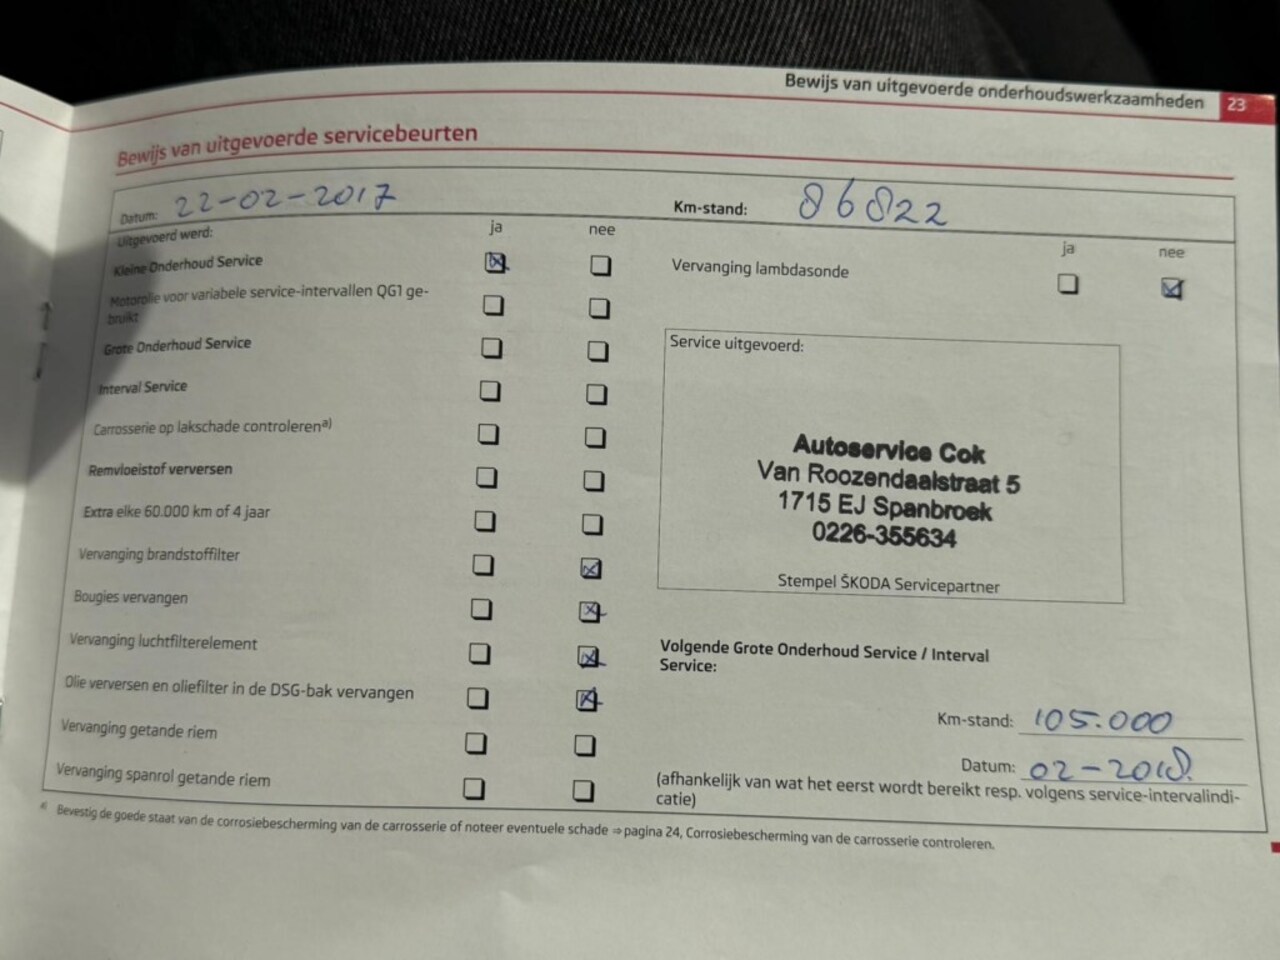 Bewijs van uitgevoerde onderhoudswerkzaamheden 23
Bewijs van uitgevoerde servicebeurten
Datum: 22-02-2017
Km-stand: 86822
Uitgevoerd werd:
ja nee
Kleine Onderhoud Service
Motorolie voor variabele service-intervallen QG1 ge-
bruikt
Grote Onderhoud Service
Interval Service
Carrosserie op lakschade controleren a)
Remvloeistof verversen
Extra elke 60.000 km of 4 jaar
Vervanging brandstoffilter
Bougies vervangen
Vervanging luchtfilterelement
Olie verversen en oliefilter in de DSG-bak vervangen
Vervanging getande riem
Vervanging spanrol getande riem
ja nee
Vervanging lambdasonde
Service uitgevoerd:
Autoservice Cok
Van Roozendaalstraat 5
1715 EJ Spanbroek
0226-355634
Stempel ŠKODA Servicepartner
Volgende Grote Onderhoud Service / Interval
Service:
Km-stand: 105.000
Datum: 02-2018.
(afhankelijk van wat het eerst wordt bereikt resp. volgens service-intervalindi-
catie)
a) Bevestig de goede staat van de corrosiebescherming van de carrosserie of noteer eventuele schade ⇒ pagina 24, Corrosiebescherming van de carrosserie controleren.